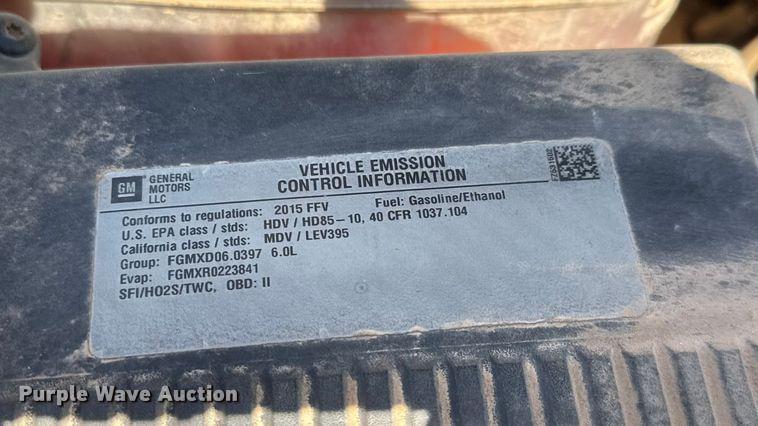 GM
GENERAL MOTORS LLC
VEHICLE EMISSION
CONTROL INFORMATION
Conforms to regulations: 2015 FFV Fuel: Gasoline/Ethanol
U.S. EPA class / stds: HDV / HD85-10, 40 CFR 1037.104
California class / stds: MDV / LEV395
Group: FGMXD06.0397 6.0L
Evap: FGMXR0223841
SFI/HO2S/TWC, OBD: II
Purple Wave Auction